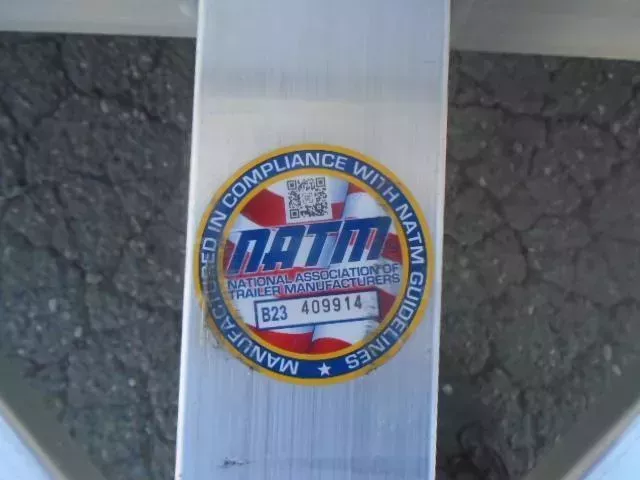 MANUFACTURED IN COMPLIANCE WITH NATM GUIDELINES
NATM
NATIONAL ASSOCIATION OF
TRAILER MANUFACTURERS
B23 409914